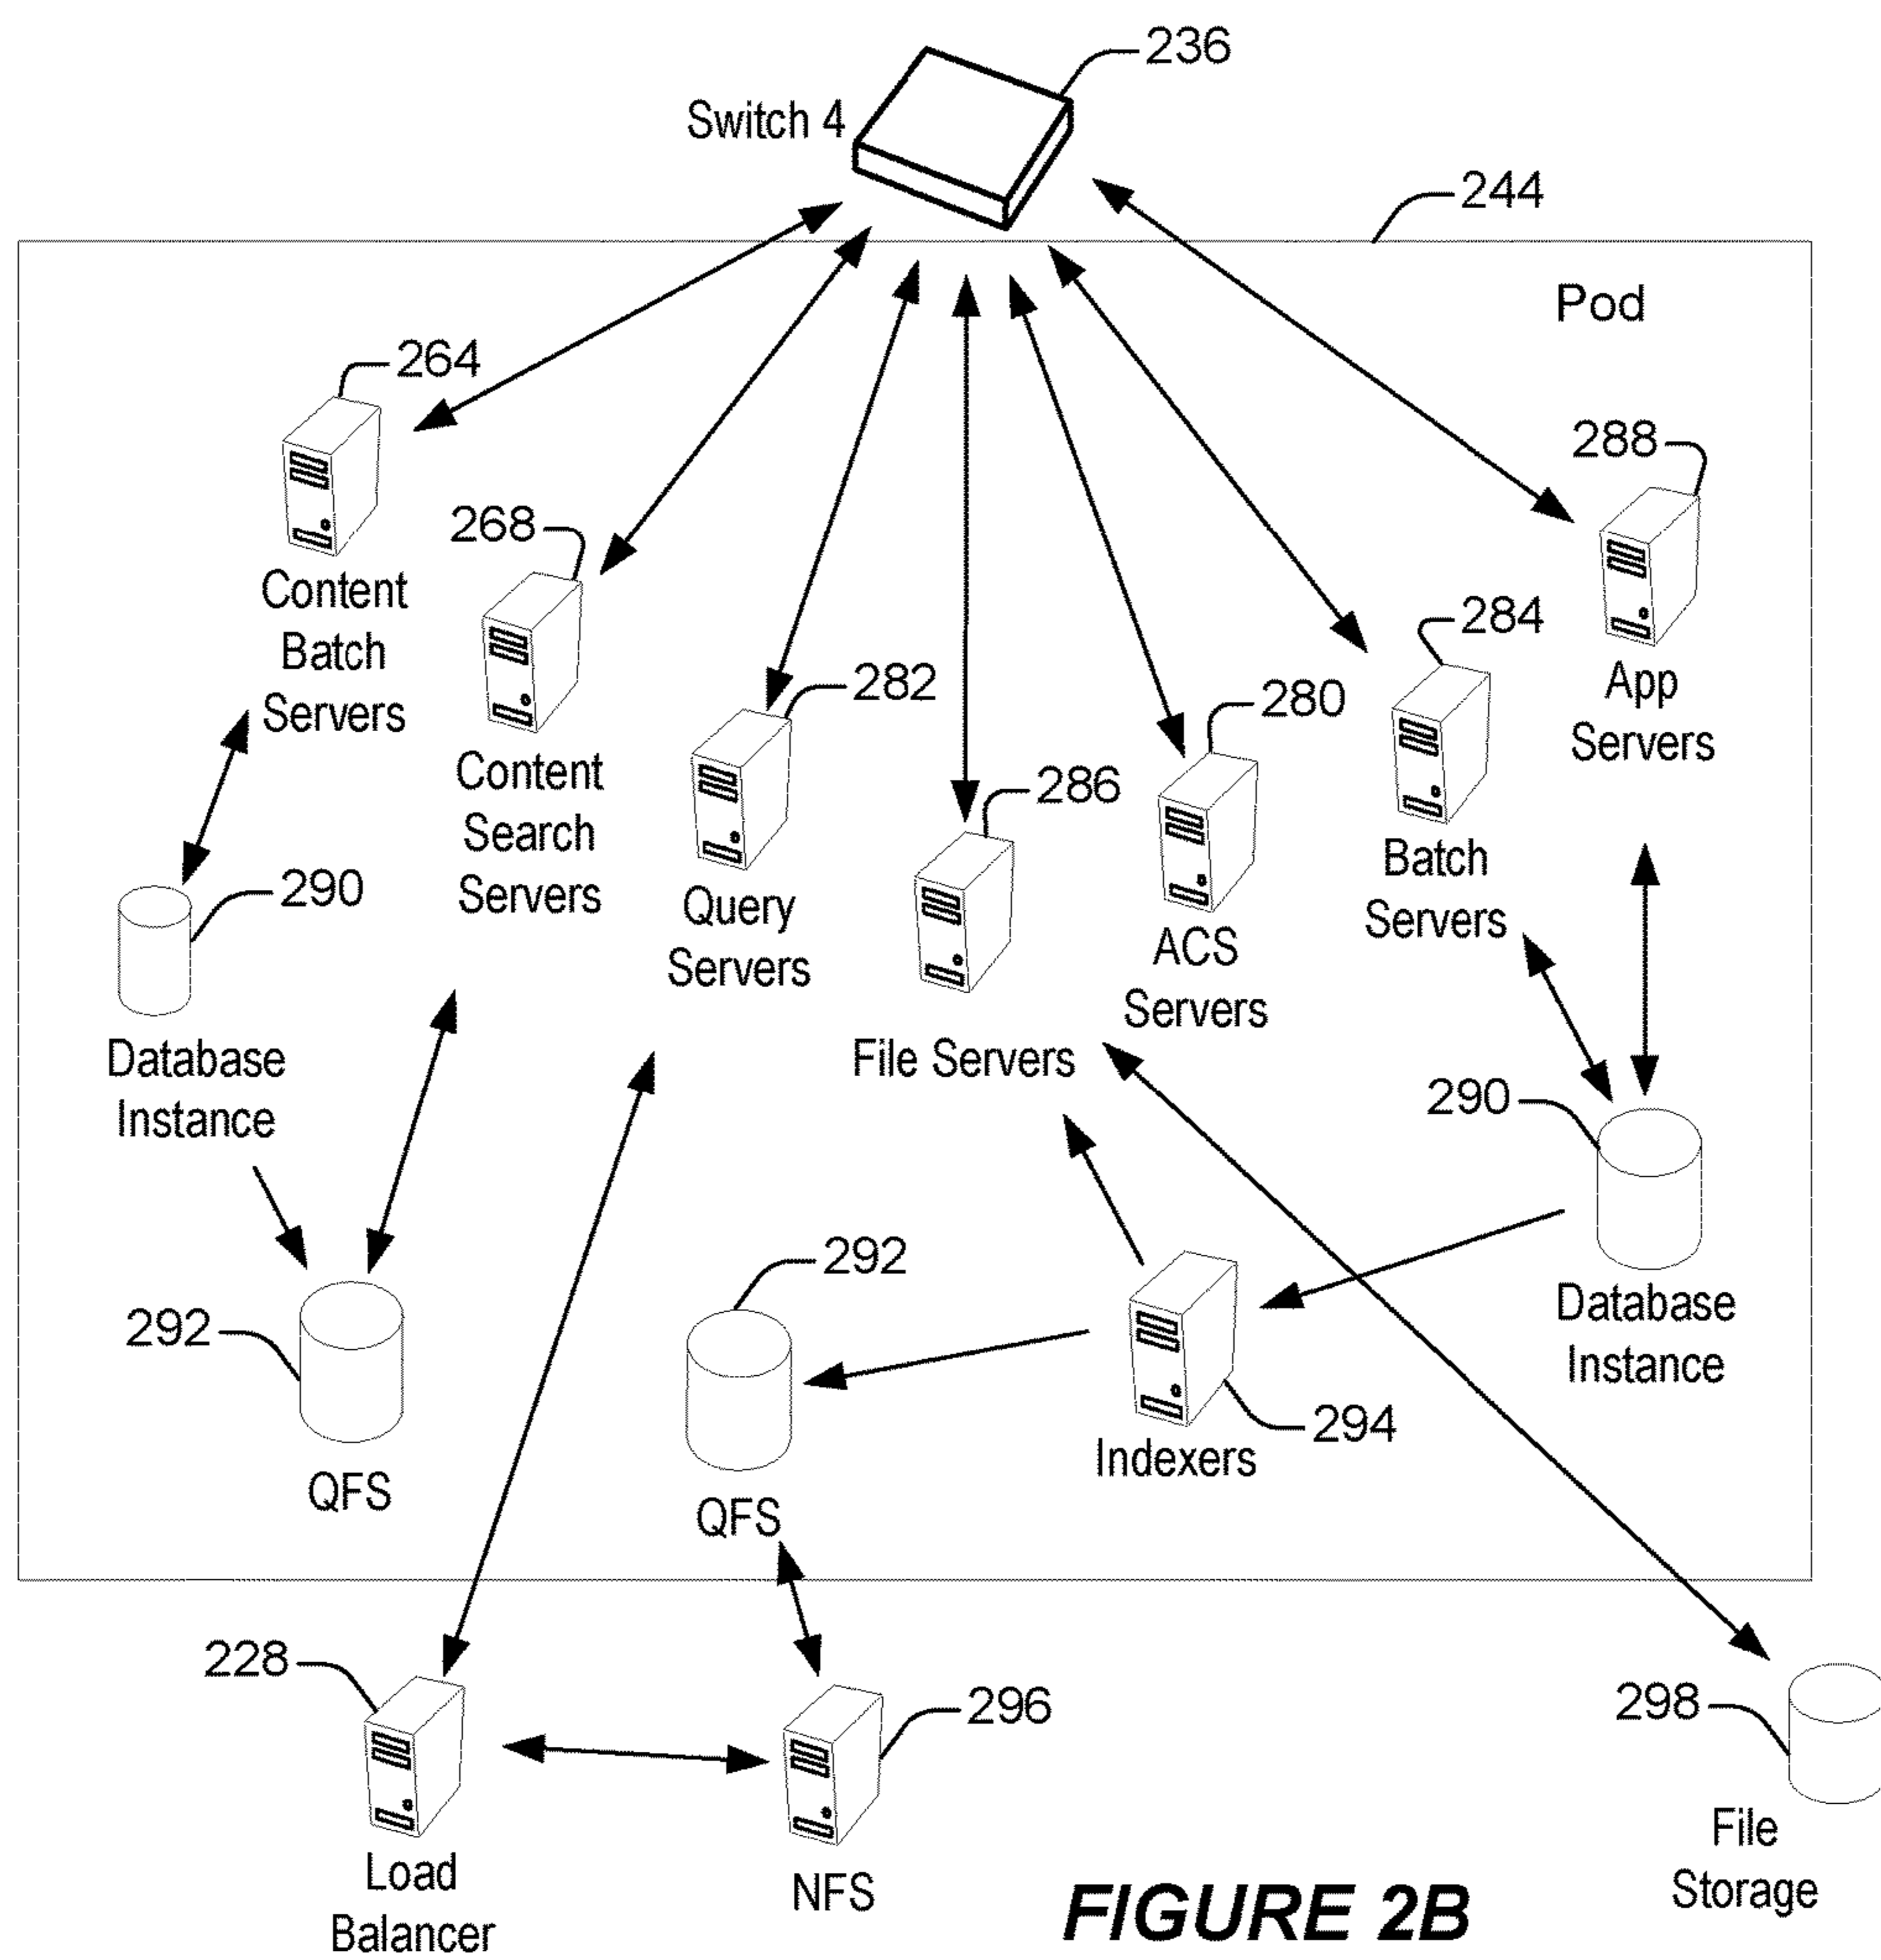 236
Switch 4
244
Pod
264
Content
Batch
Servers
268
Content
Search
Servers
282
Query
Servers
286
File Servers
280
ACS
Servers
284
Batch
Servers
288
App
Servers
290
Database
Instance
290
Database
Instance
292
QFS
292
QFS
294
Indexers
228
Load
Balancer
296
NFS
298
File
Storage
FIGURE 2B